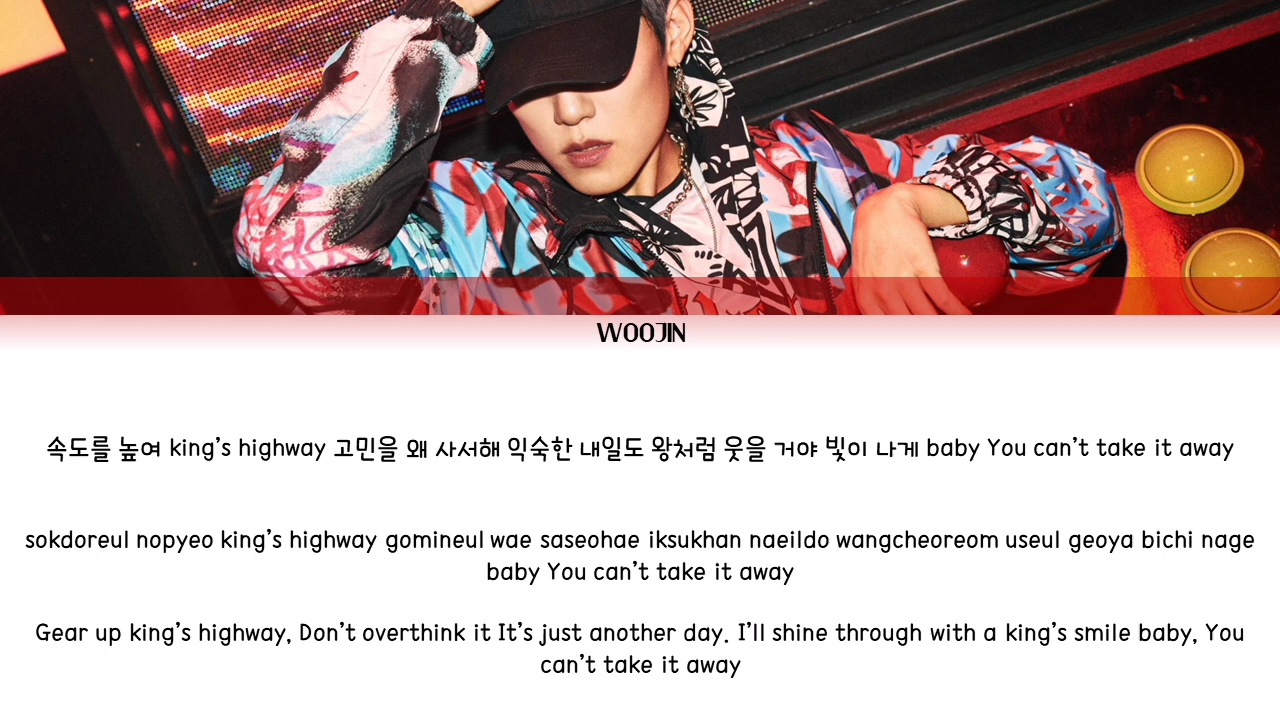 WOOJIN
속도를 높여 king's highway 고민을 왜 사서해 익숙한 내일도 왕처럼 웃을 거야 빛이 나게 baby You can't take it away
sokdoreul nopyeo king's highway gomineul wae saseohae iksukhan naeildo wangcheoreom useul geoya bichi nage
baby You can't take it away
Gear up king's highway, Don't overthink it It's just another day. I'll shine through with a king's smile baby, You
can't take it away